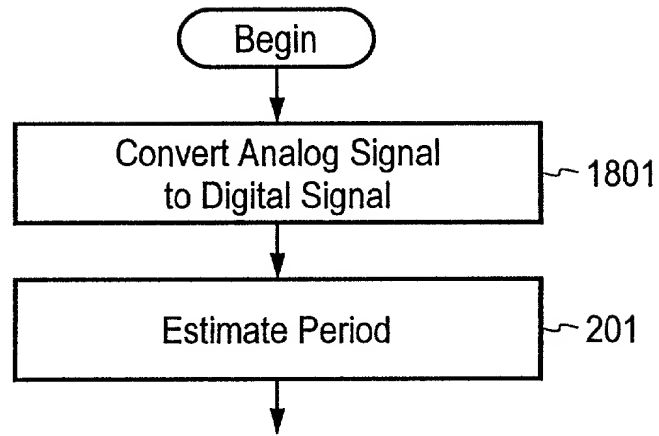 Begin
Convert Analog Signal
to Digital Signal
1801
Estimate Period
201